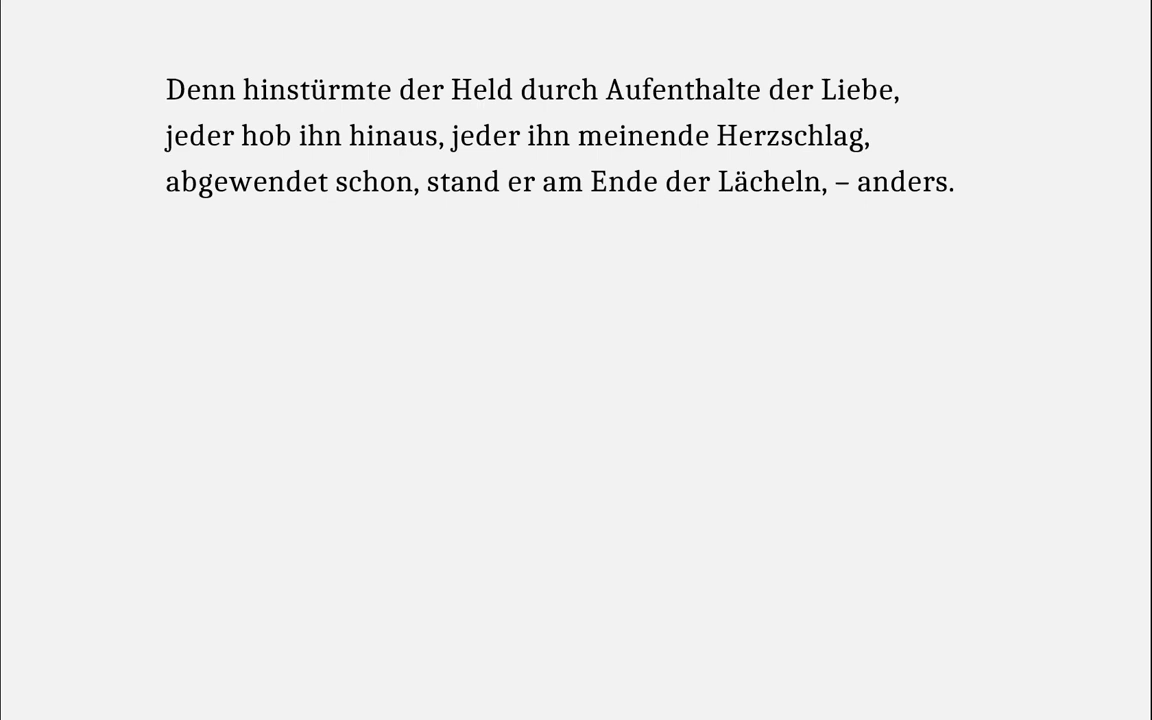 Denn hinstürmte der Held durch Aufenthalte der Liebe,
jeder hob ihn hinaus, jeder ihn meinende Herzschlag,
abgewendet schon, stand er am Ende der Lächeln, – anders.